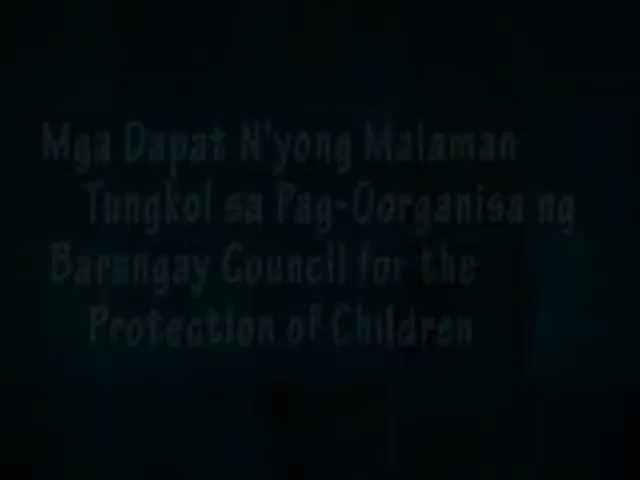 Mga Dapat N'yong Malaman
Tungkol sa Pag-Oorganisa ng
Barangay Council for the
Protection of Children